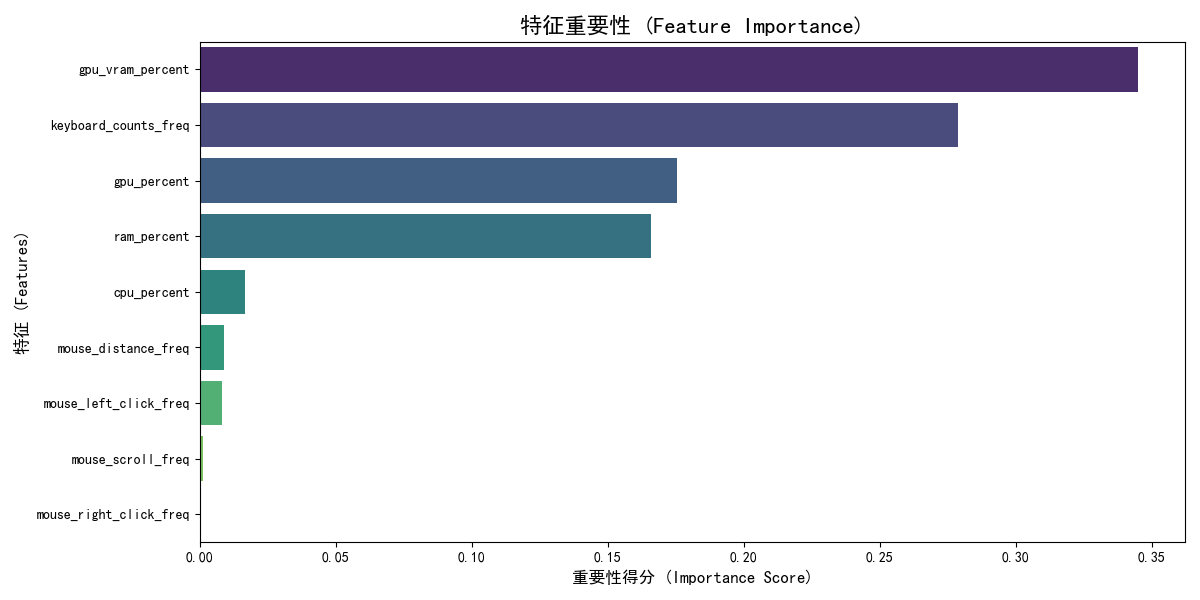 特征重要性 (Feature Importance)
gpu_vram_percent
keyboard_counts_freq
gpu_percent
ram_percent
cpu_percent
mouse_distance_freq
mouse_left_click_freq
mouse_scroll_freq
mouse_right_click_freq
特征 (Features)
0.00 0.05 0.10 0.15 0.20 0.25 0.30 0.35
重要性得分 (Importance Score)